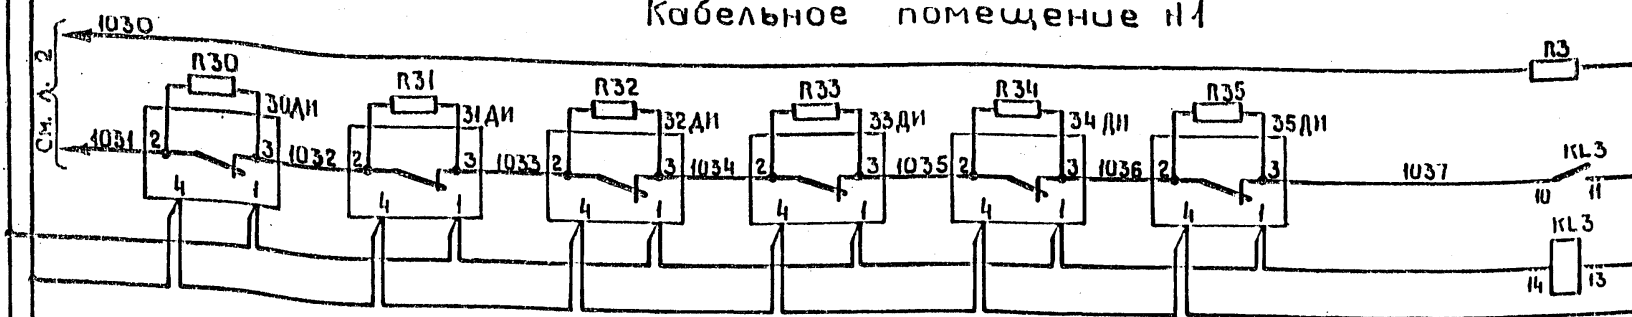 Кабельное помещение №1
См. л. 2
1030
R3
R30 R31 R32 R33 R34 R35
30ДИ 31ДИ 32ДИ 33ДИ 34ДИ 35ДИ
1031 2 3 1032 2 3 1033 2 3 1034 2 3 1035 2 3 1036 2 3 1037 KL3
10 11
4 1 4 1 4 1 4 1 4 1 4 1
KL3
14 13